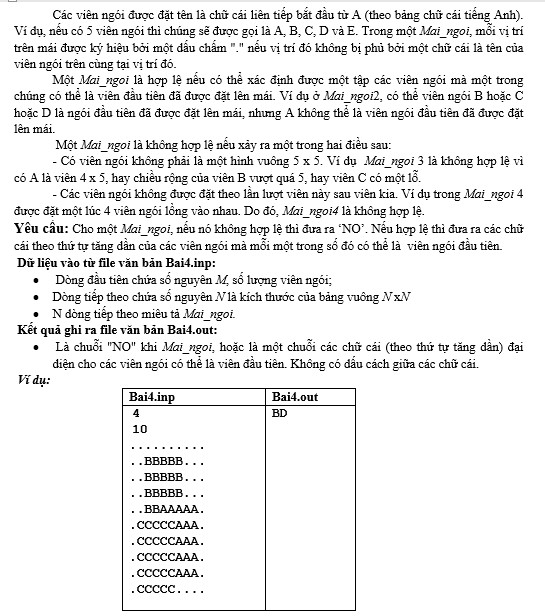 Các viên ngói được đặt tên là chữ cái liên tiếp bắt đầu từ A (theo bảng chữ cái tiếng Anh).
Ví dụ, nếu có 5 viên ngói thì chúng sẽ được gọi là A, B, C, D và E. Trong một Mai_ngoi, mỗi vị trí
trên mái được ký hiệu bởi một dấu chấm "." nếu vị trí đó không bị phủ bởi một chữ cái là tên của
viên ngói trên cùng tại vị trí đó.
Một Mai_ngoi là hợp lệ nếu có thể xác định được một tập các viên ngói mà một trong
chúng có thể là viên đầu tiên đã được đặt lên mái. Ví dụ ở Mai_ngoi2, có thể viên ngói B hoặc C
hoặc D là ngói đầu tiên đã được đặt lên mái, nhưng A không thể là viên ngói đầu tiên đã được đặt
lên mái.
Một Mai_ngoi là không hợp lệ nếu xảy ra một trong hai điều sau:
- Có viên ngói không phải là một hình vuông 5 x 5. Ví dụ Mai_ngoi 3 là không hợp lệ vì
có A là viên 4 x 5, hay chiều rộng của viên B vượt quá 5, hay viên C có một lỗ.
- Các viên ngói không được đặt theo lần lượt viên này sau viên kia. Ví dụ trong Mai_ngoi 4
được đặt một lúc 4 viên ngói lồng vào nhau. Do đó, Mai_ngoi4 là không hợp lệ.
Yêu cầu: Cho một Mai_ngoi, nếu nó không hợp lệ thì đưa ra ‘NO’. Nếu hợp lệ thì đưa ra các chữ
cái theo thứ tự tăng dần của các viên ngói mà mỗi một trong số đó có thể là viên ngói đầu tiên.
Dữ liệu vào từ file văn bản Bai4.inp:
• Dòng đầu tiên chứa số nguyên M, số lượng viên ngói;
• Dòng tiếp theo chứa số nguyên N là kích thước của bảng vuông NxN
• N dòng tiếp theo miêu tả Mai_ngoi.
Kết quả ghi ra file văn bản Bai4.out:
• Là chuỗi "NO" khi Mai_ngoi, hoặc là một chuỗi các chữ cái (theo thứ tự tăng dần) đại
diện cho các viên ngói có thể là viên đầu tiên. Không có dấu cách giữa các chữ cái.
Ví dụ:
Bai4.inp Bai4.out
4 BD
10
..........
..BBBBB...
..BBBBB...
..BBBBB...
..BBAAAAA.
.CCCCCAAA.
.CCCCCAAA.
.CCCCCAAA.
.CCCCCAAA.
.CCCCC....